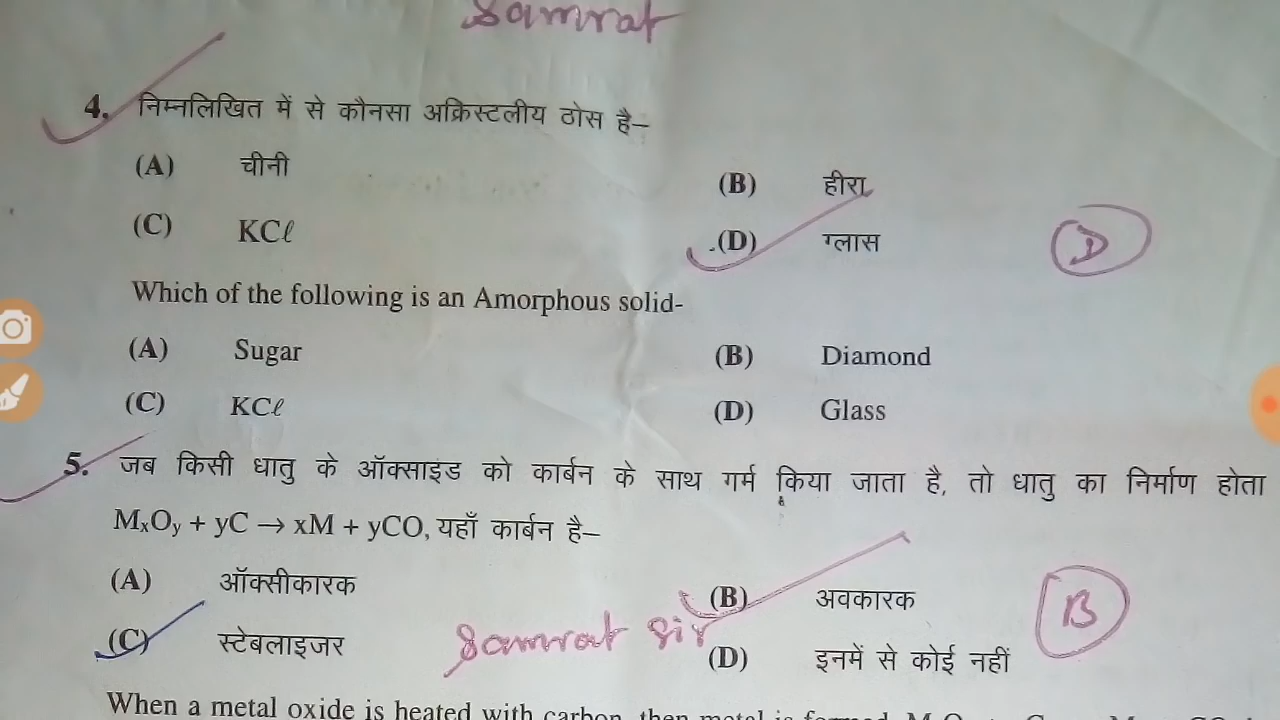 Samrat
4. निम्नलिखित में से कौनसा अक्रिस्टलीय ठोस है–
(A) चीनी (B) हीरा
(C) KCℓ (D) ग्लास D
Which of the following is an Amorphous solid-
(A) Sugar (B) Diamond
(C) KCℓ (D) Glass
5. जब किसी धातु के ऑक्साइड को कार्बन के साथ गर्म किया जाता है, तो धातु का निर्माण होता
MₓOᵧ + yC → xM + yCO, यहाँ कार्बन है–
(A) ऑक्सीकारक (B) अवकारक B
(C) स्टेबलाइजर Samrat Sir (D) इनमें से कोई नहीं
When a metal oxide is heated with carbon, then metal is formed